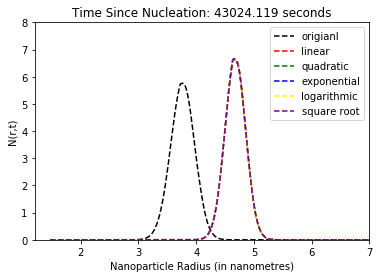 Time Since Nucleation: 43024.119 seconds
8
7
6
5
4
3
2
1
0
N(r,t)
origianl
linear
quadratic
exponential
logarithmic
square root
2 3 4 5 6 7
Nanoparticle Radius (in nanometres)